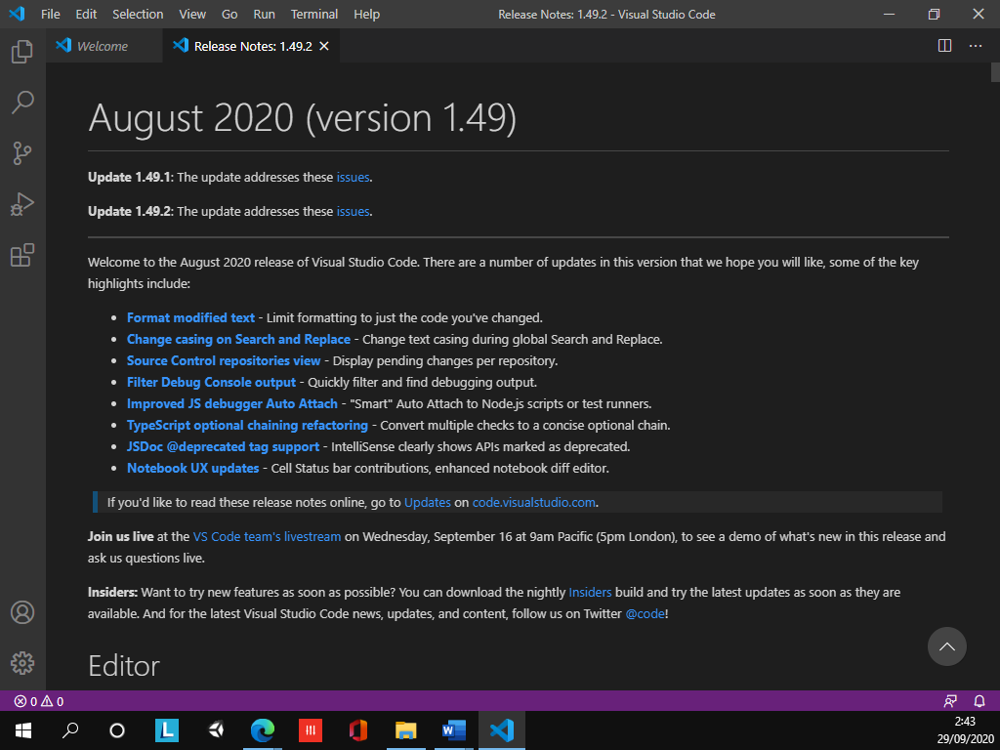 File Edit Selection View Go Run Terminal Help Release Notes: 1.49.2 - Visual Studio Code
Welcome Release Notes: 1.49.2
August 2020 (version 1.49)
Update 1.49.1: The update addresses these issues.
Update 1.49.2: The update addresses these issues.
Welcome to the August 2020 release of Visual Studio Code. There are a number of updates in this version that we hope you will like, some of the key
highlights include:
• Format modified text - Limit formatting to just the code you've changed.
• Change casing on Search and Replace - Change text casing during global Search and Replace.
• Source Control repositories view - Display pending changes per repository.
• Filter Debug Console output - Quickly filter and find debugging output.
• Improved JS debugger Auto Attach - "Smart" Auto Attach to Node.js scripts or test runners.
• TypeScript optional chaining refactoring - Convert multiple checks to a concise optional chain.
• JSDoc @deprecated tag support - IntelliSense clearly shows APIs marked as deprecated.
• Notebook UX updates - Cell Status bar contributions, enhanced notebook diff editor.
If you'd like to read these release notes online, go to Updates on code.visualstudio.com.
Join us live at the VS Code team's livestream on Wednesday, September 16 at 9am Pacific (5pm London), to see a demo of what's new in this release and
ask us questions live.
Insiders: Want to try new features as soon as possible? You can download the nightly Insiders build and try the latest updates as soon as they are
available. And for the latest Visual Studio Code news, updates, and content, follow us on Twitter @code!
Editor
0 0
L W 2:43
29/09/2020